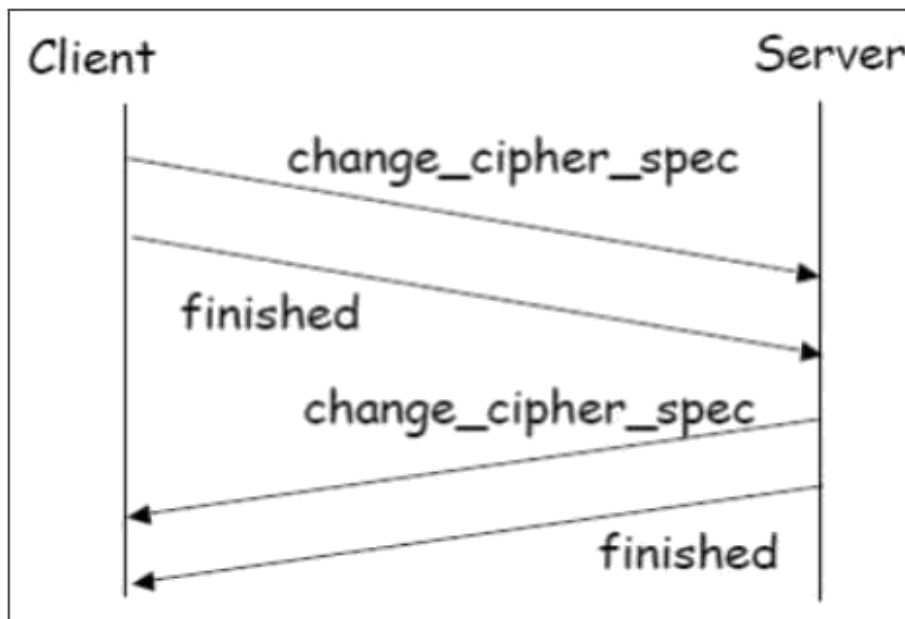 Client
Server
change_cipher_spec
finished
change_cipher_spec
finished